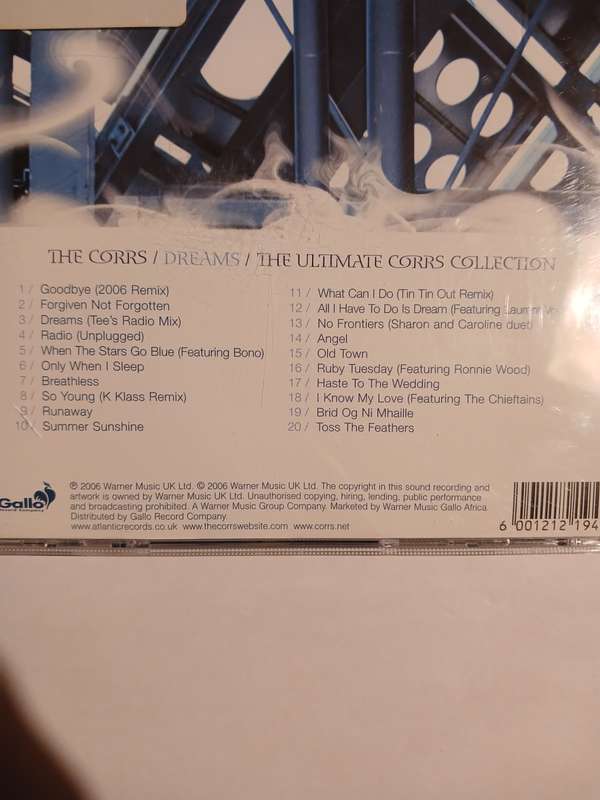 THE CORRS / DREAMS / THE ULTIMATE CORRS COLLECTION
1 / Goodbye (2006 Remix)
2 / Forgiven Not Forgotten
3 / Dreams (Tee's Radio Mix)
4 / Radio (Unplugged)
5 / When The Stars Go Blue (Featuring Bono)
6 / Only When I Sleep
7 / Breathless
8 / So Young (K Klass Remix)
9 / Runaway
10 / Summer Sunshine
11 / What Can I Do (Tin Tin Out Remix)
12 / All I Have To Do Is Dream (Featuring Laurent
13 / No Frontiers (Sharon and Caroline duet)
14 / Angel
15 / Old Town
16 / Ruby Tuesday (Featuring Ronnie Wood)
17 / Haste To The Wedding
18 / I Know My Love (Featuring The Chieftains)
19 / Brid Og Ni Mhaille
20 / Toss The Feathers
Gallo
Record Company
℗ 2006 Warner Music UK Ltd. © 2006 Warner Music UK Ltd. The copyright in this sound recording and
artwork is owned by Warner Music UK Ltd. Unauthorised copying, hiring, lending, public performance
and broadcasting prohibited. A Warner Music Group Company. Marketed by Warner Music Gallo Africa.
Distributed by Gallo Record Company.
www.atlanticrecords.co.uk www.thecorrswebsite.com www.corrs.net
6 001212 194